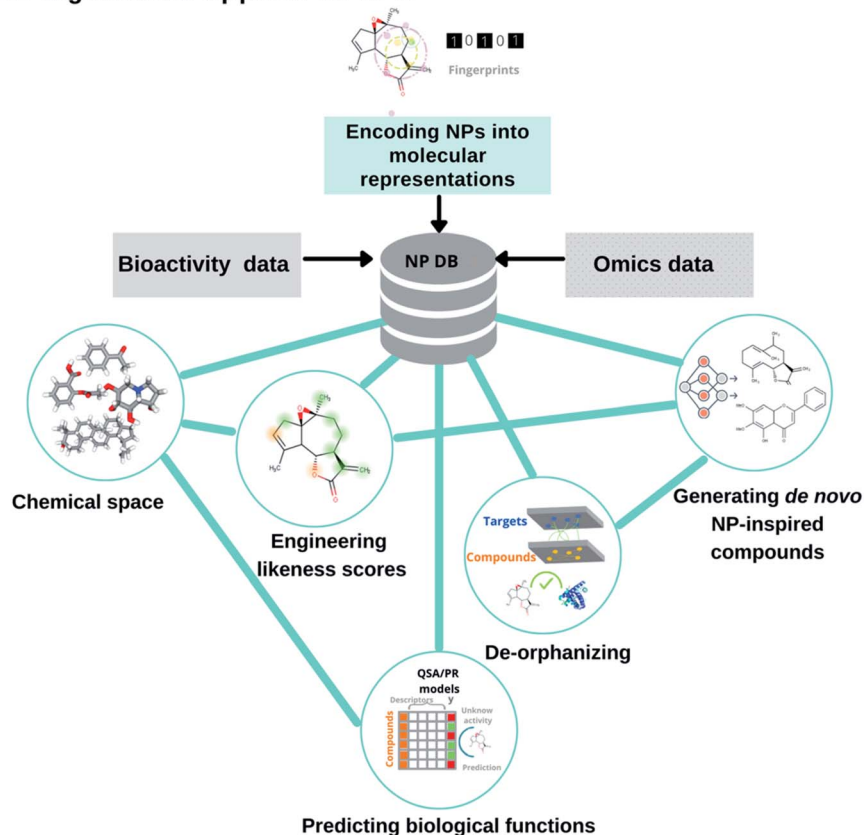 1 0 1 0 1
Fingerprints
Encoding NPs into
molecular
representations
Bioactivity data
NP DB
Omics data
Chemical space
Engineering
likeness scores
Targets
Compounds
De-orphanizing
Generating de novo
NP-inspired
compounds
QSA/PR
models
Descriptors
y
Compounds
Unknow
activity
Prediction
Predicting biological functions